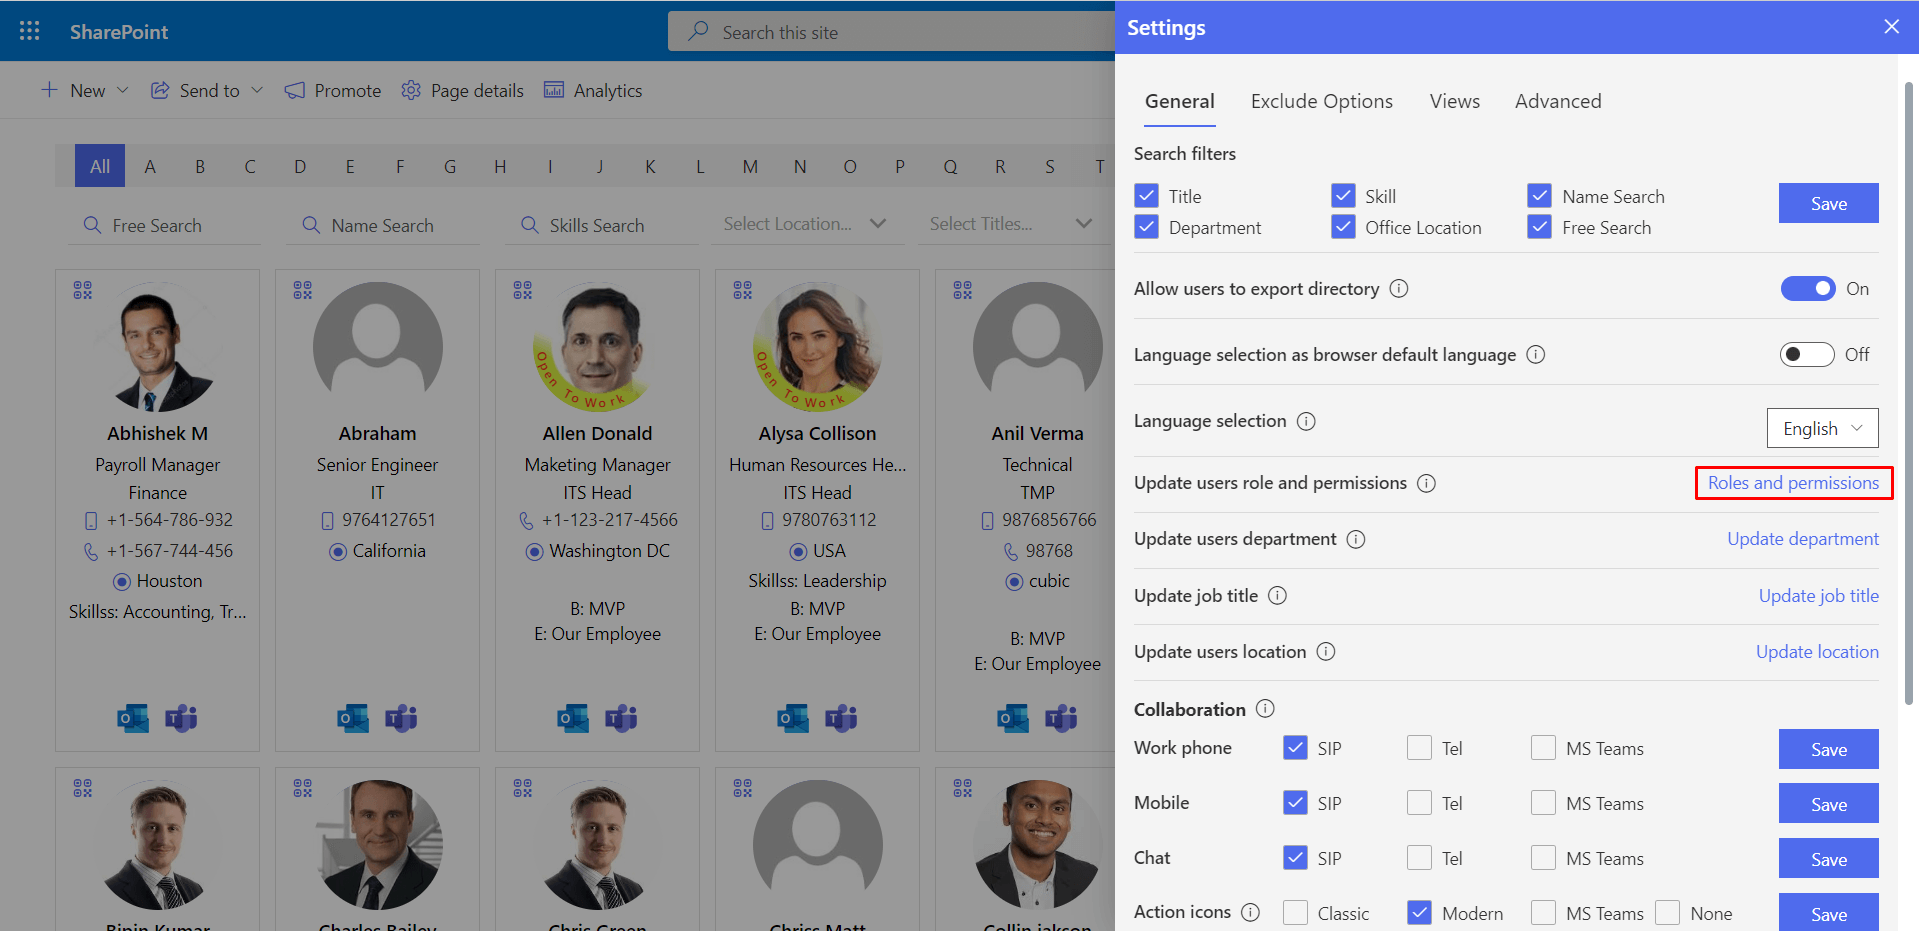 SharePoint
Search this site
New
Send to
Promote
Page details
Analytics
All A B C D E F G H I J K L M N O P Q R S T
Free Search
Name Search
Skills Search
Select Location...
Select Titles...
Open To Work
Open To Work
Abhishek M
Payroll Manager
Finance
+1-564-786-932
+1-567-744-456
Houston
Skillss: Accounting, Tr...
Abraham
Senior Engineer
IT
9764127651
California
Allen Donald
Maketing Manager
ITS Head
+1-123-217-4566
Washington DC
B: MVP
E: Our Employee
Alysa Collison
Human Resources He...
ITS Head
9780763112
USA
Skillss: Leadership
B: MVP
E: Our Employee
Anil Verma
Technical
TMP
9876856766
98768
cubic
B: MVP
E: Our Employee
Bipin Kumar
Charles Bailey
Chris Green
Chriss Matt
Collin jakson
Settings
General
Exclude Options
Views
Advanced
Search filters
Title
Skill
Name Search
Department
Office Location
Free Search
Save
Allow users to export directory
On
Language selection as browser default language
Off
Language selection
English
Update users role and permissions
Roles and permissions
Update users department
Update department
Update job title
Update job title
Update users location
Update location
Collaboration
Work phone SIP Tel MS Teams Save
Mobile SIP Tel MS Teams Save
Chat SIP Tel MS Teams Save
Action icons Classic Modern MS Teams None Save